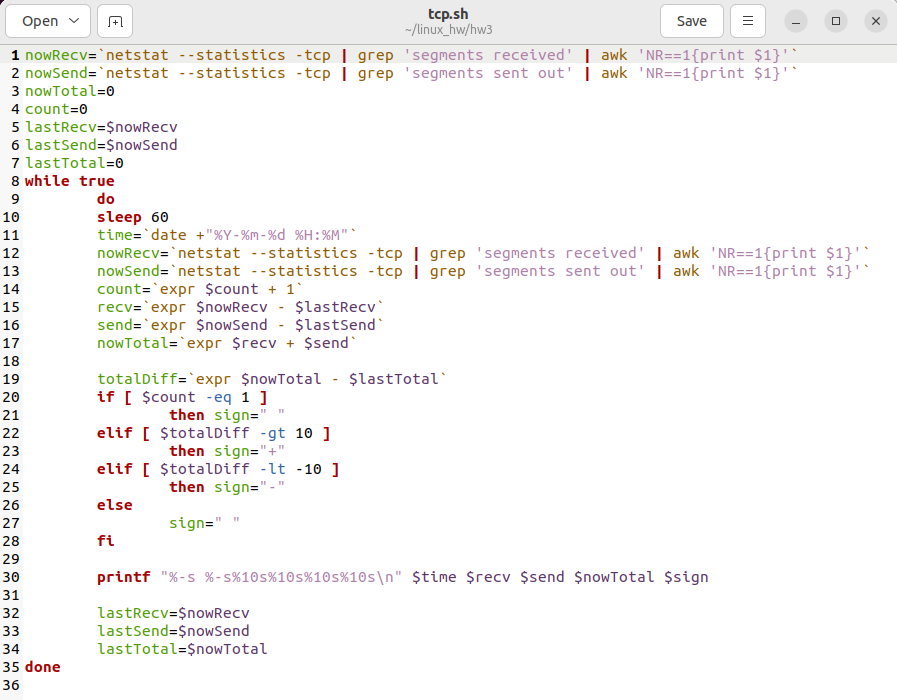 Open
tcp.sh
~/linux_hw/hw3
Save
1 nowRecv=`netstat --statistics -tcp | grep 'segments received' | awk 'NR==1{print $1}'`
2 nowSend=`netstat --statistics -tcp | grep 'segments sent out' | awk 'NR==1{print $1}'`
3 nowTotal=0
4 count=0
5 lastRecv=$nowRecv
6 lastSend=$nowSend
7 lastTotal=0
8 while true
9 do
10 sleep 60
11 time=`date +"%Y-%m-%d %H:%M"`
12 nowRecv=`netstat --statistics -tcp | grep 'segments received' | awk 'NR==1{print $1}'`
13 nowSend=`netstat --statistics -tcp | grep 'segments sent out' | awk 'NR==1{print $1}'`
14 count=`expr $count + 1`
15 recv=`expr $nowRecv - $lastRecv`
16 send=`expr $nowSend - $lastSend`
17 nowTotal=`expr $recv + $send`
18
19 totalDiff=`expr $nowTotal - $lastTotal`
20 if [ $count -eq 1 ]
21 then sign=" "
22 elif [ $totalDiff -gt 10 ]
23 then sign="+"
24 elif [ $totalDiff -lt -10 ]
25 then sign="-"
26 else
27 sign=" "
28 fi
29
30 printf "%-s %-s%10s%10s%10s%10s\n" $time $recv $send $nowTotal $sign
31
32 lastRecv=$nowRecv
33 lastSend=$nowSend
34 lastTotal=$nowTotal
35 done
36